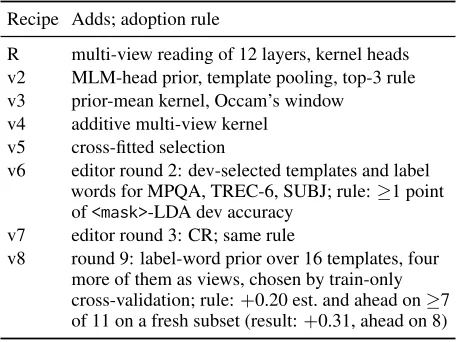 Recipe Adds; adoption rule
R multi-view reading of 12 layers, kernel heads
v2 MLM-head prior, template pooling, top-3 rule
v3 prior-mean kernel, Occam's window
v4 additive multi-view kernel
v5 cross-fitted selection
v6 editor round 2: dev-selected templates and label
words for MPQA, TREC-6, SUBJ; rule: ≥1 point
of <mask>-LDA dev accuracy
v7 editor round 3: CR; same rule
v8 round 9: label-word prior over 16 templates, four
more of them as views, chosen by train-only
cross-validation; rule: +0.20 est. and ahead on ≥7
of 11 on a fresh subset (result: +0.31, ahead on 8)